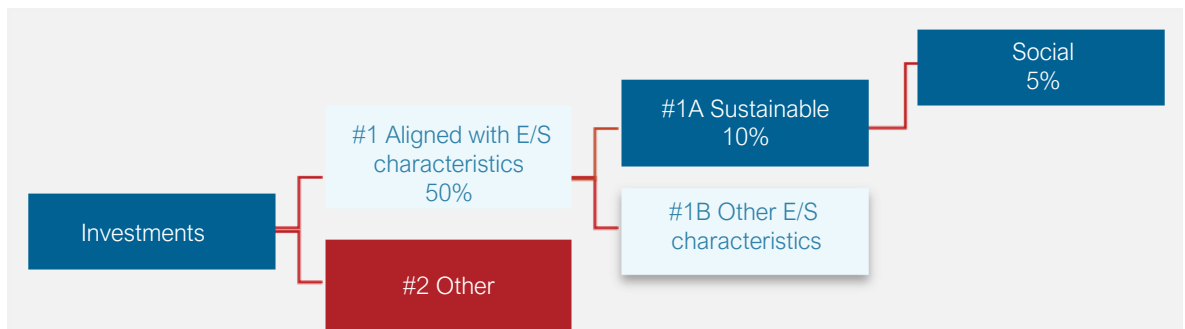 Investments
#1 Aligned with E/S
characteristics
50%
#2 Other
#1A Sustainable
10%
#1B Other E/S
characteristics
Social
5%